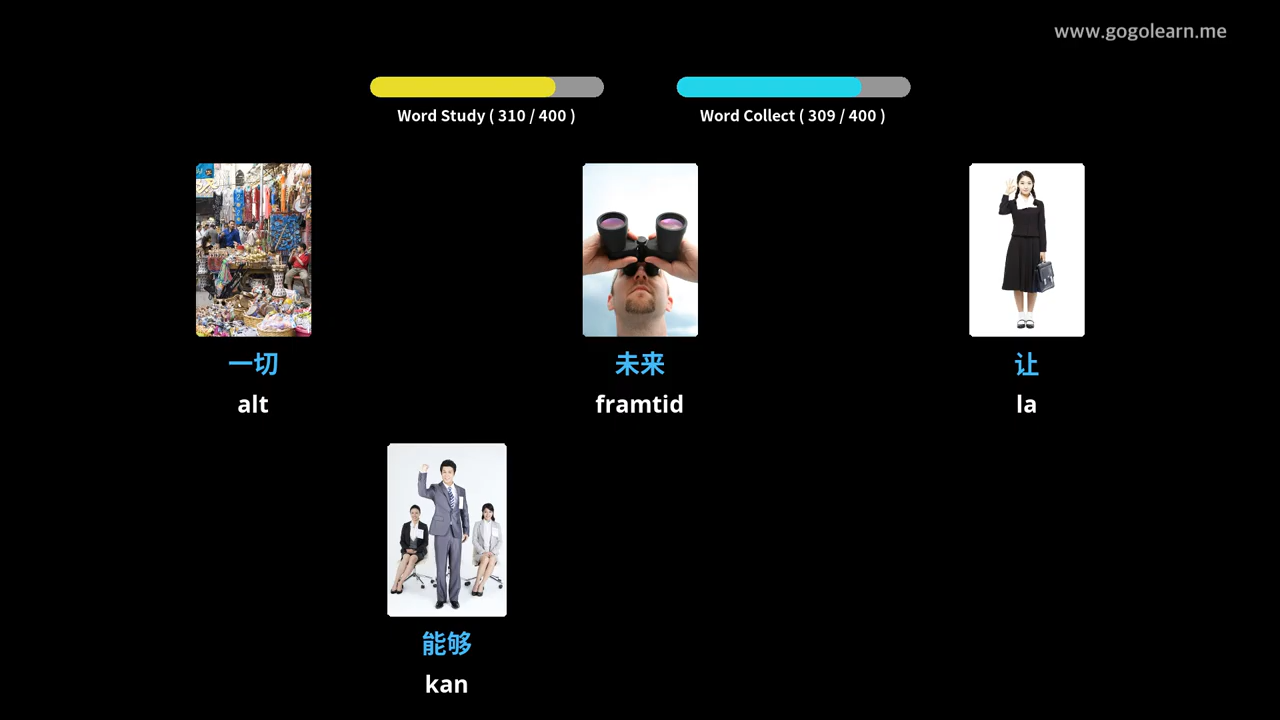 www.gogolearn.me
Word Study ( 310 / 400 )
Word Collect ( 309 / 400 )
一切
未来
让
alt
framtid
la
能够
kan